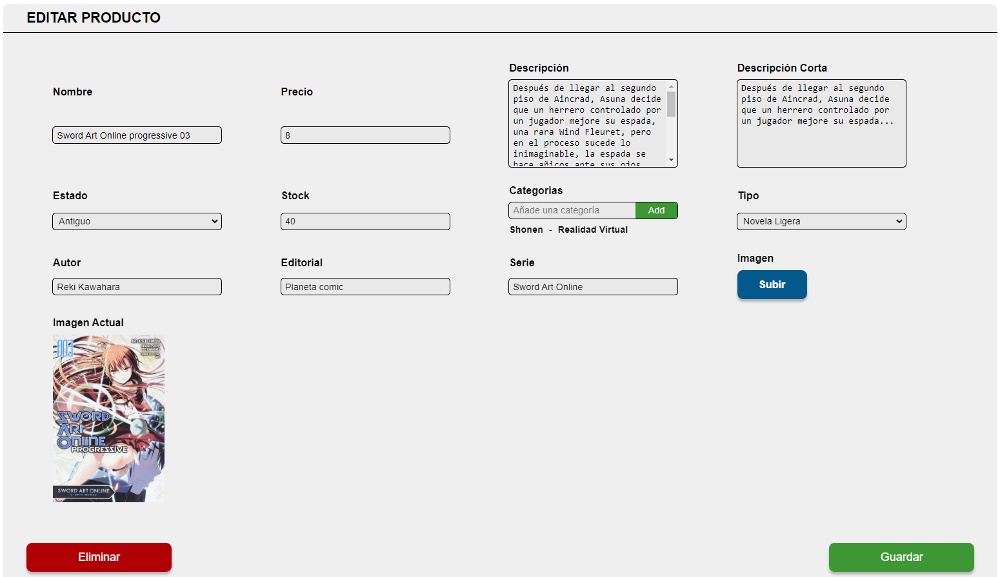 EDITAR PRODUCTO
Nombre
Sword Art Online progressive 03
Precio
8
Descripción
Después de llegar al segundo
piso de Aincrad, Asuna decide
que un herrero controlado por
un jugador mejore su espada,
una rara Wind Fleuret, pero
en el proceso sucede lo
inimaginable, la espada se
hace añicos ante sus ojos
Descripción Corta
Después de llegar al segundo
piso de Aincrad, Asuna decide
que un herrero controlado por
un jugador mejore su espada...
Estado
Antiguo
Stock
40
Categorias
Añade una categoría
Add
Shonen - Realidad Virtual
Tipo
Novela Ligera
Autor
Reki Kawahara
Editorial
Planeta comic
Serie
Sword Art Online
Imagen
Subir
Imagen Actual
003
SWORD
ART
ONLINE
PROGRESSIVE
SWORD ART ONLINE
Eliminar
Guardar